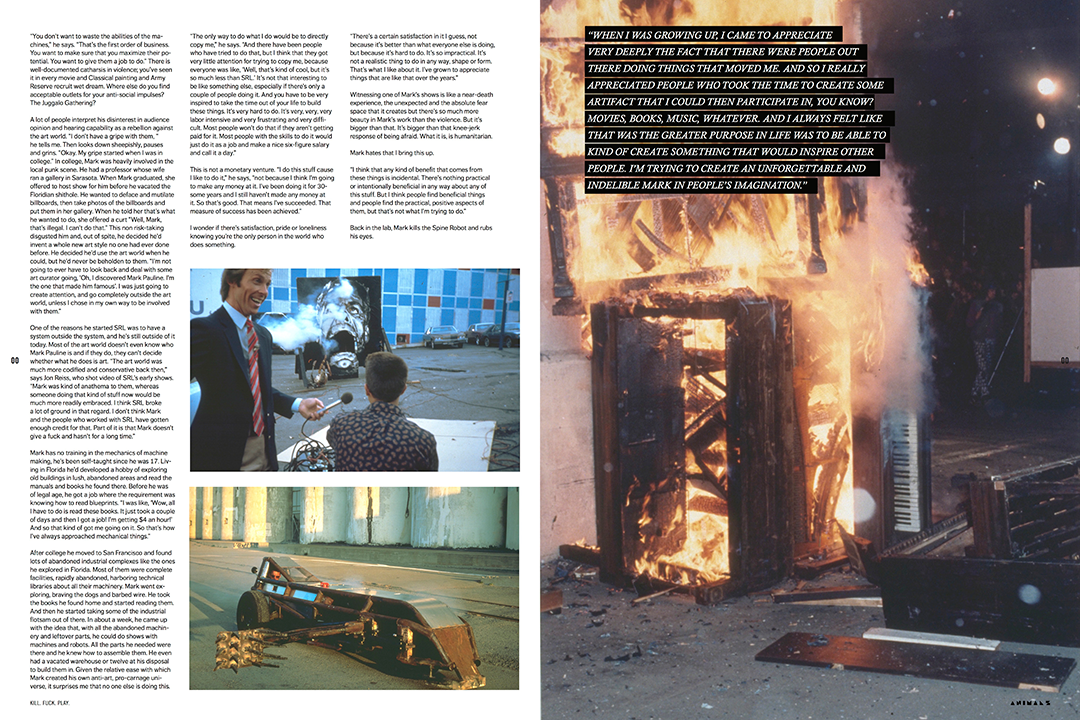 "You don't want to waste the abilities of the ma-
chines," he says. "That's the first order of business.
You want to make sure that you maximize their po-
tential. You want to give them a job to do." There is
well-documented catharsis in violence; you've seen
it in every movie and Classical painting and Army
Reserve recruit wet dream. Where else do you find
acceptable outlets for your anti-social impulses?
The Juggalo Gathering?
A lot of people interpret his disinterest in audience
opinion and hearing capability as a rebellion against
the art world. "I don't have a gripe with them, "
he tells me. Then looks down sheepishly, pauses
and grins. "Okay. My gripe started when I was in
college." In college, Mark was heavily involved in the
local punk scene. He had a professor whose wife
ran a gallery in Sarasota. When Mark graduated, she
offered to host show for him before he vacated the
Floridian shithole. He wanted to deface and mutilate
billboards, then take photos of the billboards and
put them in her gallery. When he told her that's what
he wanted to do, she offered a curt "Well, Mark,
that's illegal. I can't do that." This non risk-taking
disgusted him and, out of spite, he decided he'd
invent a whole new art style no one had ever done
before. He decided he'd use the art world when he
could, but he'd never be beholden to them. "I'm not
going to ever have to look back and deal with some
art curator going, 'Oh, I discovered Mark Pauline. I'm
the one that made him famous'. I was just going to
create attention, and go completely outside the art
world, unless I chose in my own way to be involved
with them."
One of the reasons he started SRL was to have a
system outside the system, and he's still outside of it
today. Most of the art world doesn't even know who
Mark Pauline is and if they do, they can't decide
whether what he does is art. "The art world was
much more codified and conservative back then,"
says Jon Reiss, who shot video of SRL's early shows.
"Mark was kind of anathema to them, whereas
someone doing that kind of stuff now would be
much more readily embraced. I think SRL broke
a lot of ground in that regard. I don't think Mark
and the people who worked with SRL have gotten
enough credit for that. Part of it is that Mark doesn't
give a fuck and hasn't for a long time."
Mark has no training in the mechanics of machine
making, he's been self-taught since he was 17. Liv-
ing in Florida he'd developed a hobby of exploring
old buildings in lush, abandoned areas and read the
manuals and books he found there. Before he was
of legal age, he got a job where the requirement was
knowing how to read blueprints. "I was like, 'Wow, all
I have to do is read these books. It just took a couple
of days and then I got a job! I'm getting $4 an hour!'
And so that kind of got me going on it. So that's how
I've always approached mechanical things."
After college he moved to San Francisco and found
lots of abandoned industrial complexes like the ones
he explored in Florida. Most of them were complete
facilities, rapidly abandoned, harboring technical
libraries about all their machinery. Mark went ex-
ploring, braving the dogs and barbed wire. He took
the books he found home and started reading them.
And then he started taking some of the industrial
flotsam out of there. In about a week, he came up
with the idea that, with all the abandoned machin-
ery and leftover parts, he could do shows with
machines and robots. All the parts he needed were
there and he knew how to assemble them. He even
had a vacated warehouse or twelve at his disposal
to build them in. Given the relative ease with which
Mark created his own anti-art, pro-carnage uni-
verse, it surprises me that no one else is doing this.
"The only way to do what I do would be to directly
copy me," he says. "And there have been people
who have tried to do that, but I think that they got
very little attention for trying to copy me, because
everyone was like, 'Well, that's kind of cool, but it's
so much less than SRL.' It's not that interesting to
be like something else, especially if there's only a
couple of people doing it. And you have to be very
inspired to take the time out of your life to build
these things. It's very hard to do. It's very, very, very
labor intensive and very frustrating and very diffi-
cult. Most people won't do that if they aren't getting
paid for it. Most people with the skills to do it would
just do it as a job and make a nice six-figure salary
and call it a day."
This is not a monetary venture. "I do this stuff cause
I like to do it," he says, "not because I think I'm going
to make any money at it. I've been doing it for 30-
some years and I still haven't made any money at
it. So that's good. That means I've succeeded. That
measure of success has been achieved."
I wonder if there's satisfaction, pride or loneliness
knowing you're the only person in the world who
does something.
"There's a certain satisfaction in it I guess, not
because it's better than what everyone else is doing,
but because it's hard to do. It's so impractical. It's
not a realistic thing to do in any way, shape or form.
That's what I like about it. I've grown to appreciate
things that are like that over the years."
Witnessing one of Mark's shows is like a near-death
experience, the unexpected and the absolute fear
space that it creates but there's so much more
beauty in Mark's work than the violence. But it's
bigger than that. It's bigger than that knee-jerk
response of being afraid. What it is, is humanitarian.
Mark hates that I bring this up.
"I think that any kind of benefit that comes from
these things is incidental. There's nothing practical
or intentionally beneficial in any way about any of
this stuff. But I think people find beneficial things
and people find the practical, positive aspects of
them, but that's not what I'm trying to do."
Back in the lab, Mark kills the Spine Robot and rubs
his eyes.
U
00
KILL. FUCK. PLAY.
"WHEN I WAS GROWING UP, I CAME TO APPRECIATE
VERY DEEPLY THE FACT THAT THERE WERE PEOPLE OUT
THERE DOING THINGS THAT MOVED ME. AND SO I REALLY
APPRECIATED PEOPLE WHO TOOK THE TIME TO CREATE SOME
ARTIFACT THAT I COULD THEN PARTICIPATE IN, YOU KNOW?
MOVIES, BOOKS, MUSIC, WHATEVER. AND I ALWAYS FELT LIKE
THAT WAS THE GREATER PURPOSE IN LIFE WAS TO BE ABLE TO
KIND OF CREATE SOMETHING THAT WOULD INSPIRE OTHER
PEOPLE. I'M TRYING TO CREATE AN UNFORGETTABLE AND
INDELIBLE MARK IN PEOPLE'S IMAGINATION."
00
ANIMALS